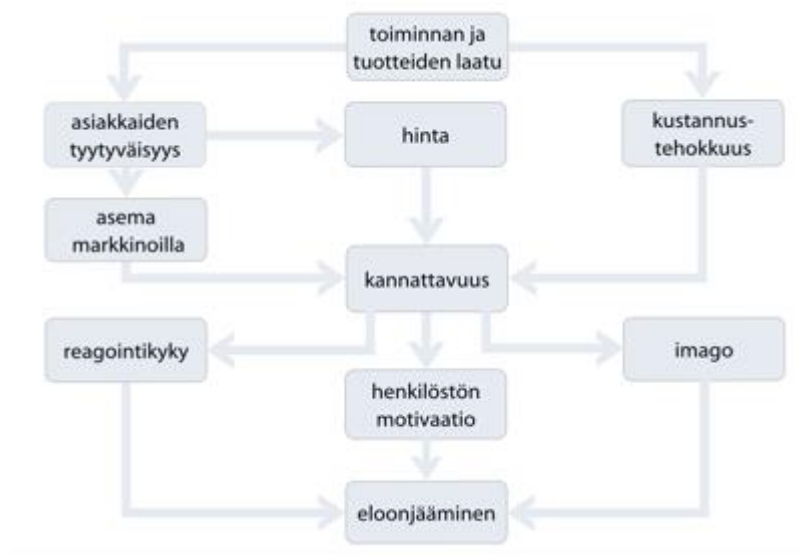 toiminnan ja
tuotteiden laatu
asiakkaiden
tyytyväisyys
hinta
kustannus-
tehokkuus
asema
markkinoilla
kannattavuus
reagointikyky
imago
henkilöstön
motivaatio
eloonjääminen